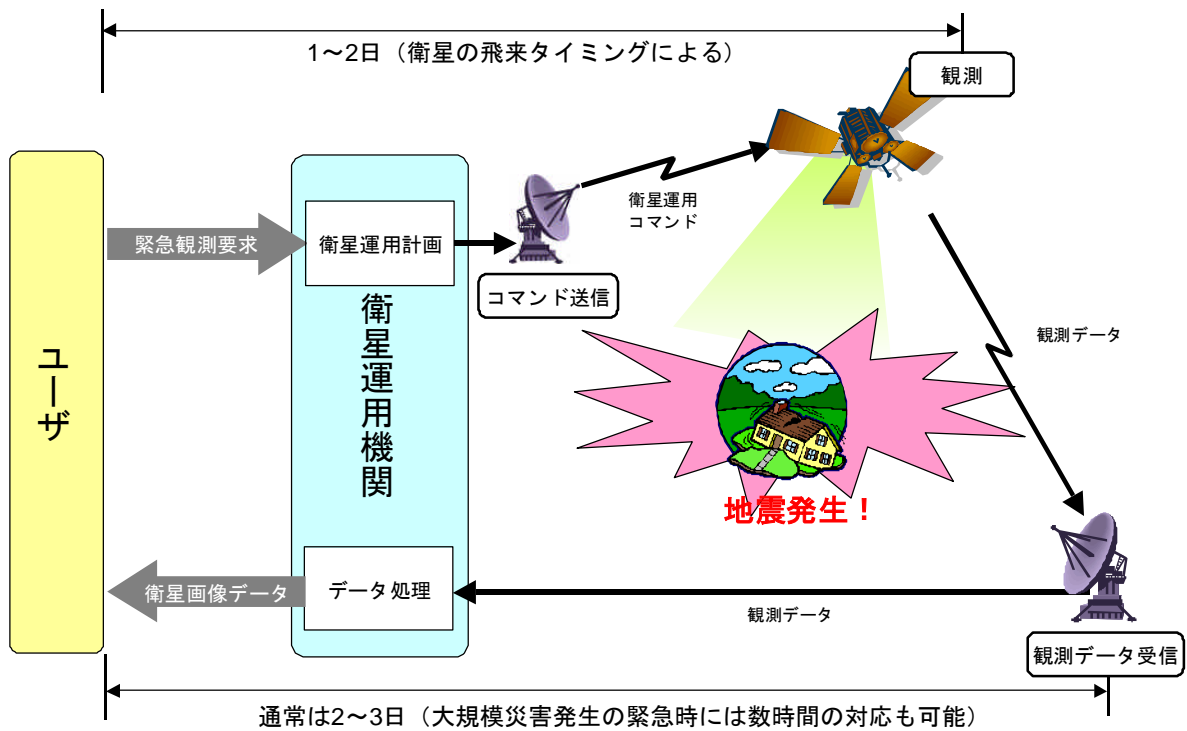 1～2日（衛星の飛来タイミングによる）
観測
衛星運用
コマンド
緊急観測要求
衛星運用計画
コマンド送信
衛星運用機関
ユーザ
観測データ
地震発生！
衛星画像データ
データ処理
観測データ
観測データ受信
通常は2～3日（大規模災害発生の緊急時には数時間の対応も可能）